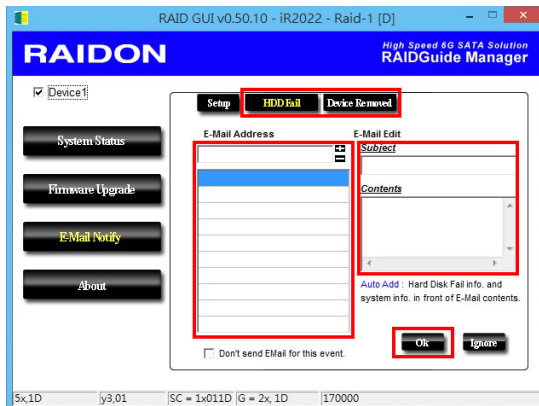 RAID GUI v0.50.10 - iR2022 - Raid-1 [D]
RAIDON
High Speed 6G SATA Solution
RAIDGuide Manager
Device1
Setup HDD Fail Device Removed
System Status
E-Mail Address
E-Mail Edit
Subject
Firmware Upgrade
Contents
E-Mail Notify
About
Auto Add : Hard Disk Fail info. and
system info. in front of E-Mail contents.
Don't send EMail for this event.
Ok Ignore
5x,1D y3,01 SC = 1x011D G = 2x, 1D 170000